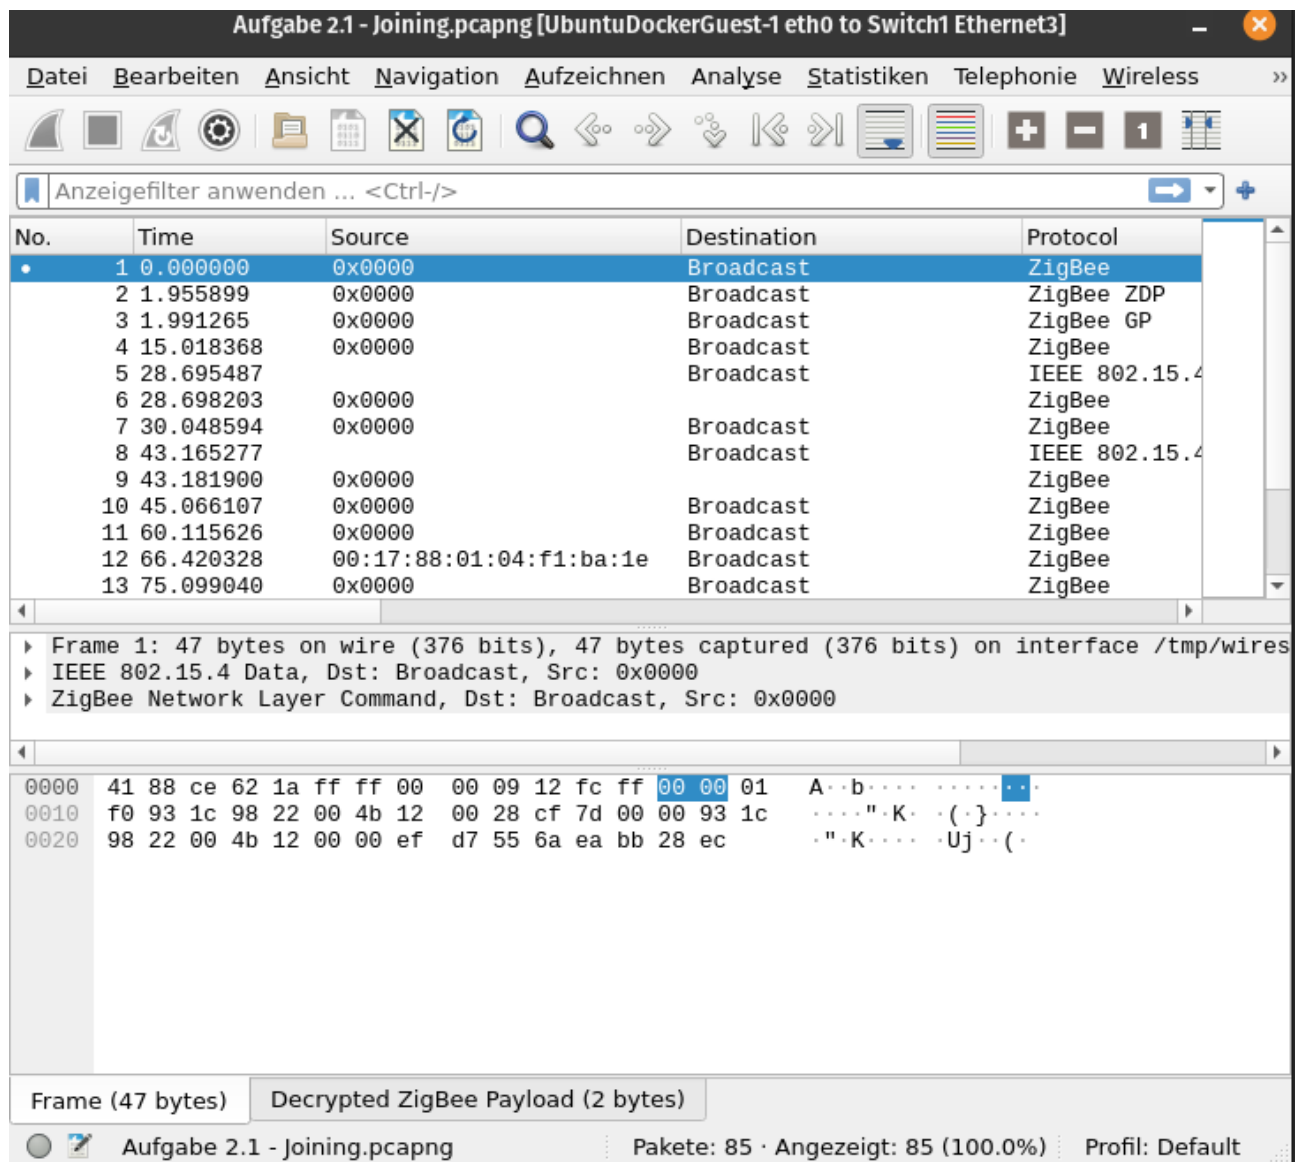 Aufgabe 2.1 - Joining.pcapng [UbuntuDockerGuest-1 eth0 to Switch1 Ethernet3]
Datei Bearbeiten Ansicht Navigation Aufzeichnen Analyse Statistiken Telephonie Wireless »
Anzeigefilter anwenden ... <Ctrl-/>
No. Time Source Destination Protocol
1 0.000000 0x0000 Broadcast ZigBee
2 1.955899 0x0000 Broadcast ZigBee ZDP
3 1.991265 0x0000 Broadcast ZigBee GP
4 15.018368 0x0000 Broadcast ZigBee
5 28.695487 Broadcast IEEE 802.15.4
6 28.698203 0x0000 ZigBee
7 30.048594 0x0000 Broadcast ZigBee
8 43.165277 Broadcast IEEE 802.15.4
9 43.181900 0x0000 ZigBee
10 45.066107 0x0000 Broadcast ZigBee
11 60.115626 0x0000 Broadcast ZigBee
12 66.420328 00:17:88:01:04:f1:ba:1e Broadcast ZigBee
13 75.099040 0x0000 Broadcast ZigBee
Frame 1: 47 bytes on wire (376 bits), 47 bytes captured (376 bits) on interface /tmp/wires
IEEE 802.15.4 Data, Dst: Broadcast, Src: 0x0000
ZigBee Network Layer Command, Dst: Broadcast, Src: 0x0000
0000 41 88 ce 62 1a ff ff 00 00 09 12 fc ff 00 00 01 A··b···· ········
0010 f0 93 1c 98 22 00 4b 12 00 28 cf 7d 00 00 93 1c ····"·K· ·(·}····
0020 98 22 00 4b 12 00 00 ef d7 55 6a ea bb 28 ec ·"·K···· ·Uj··(·
Frame (47 bytes) Decrypted ZigBee Payload (2 bytes)
Aufgabe 2.1 - Joining.pcapng Pakete: 85 · Angezeigt: 85 (100.0%) Profil: Default